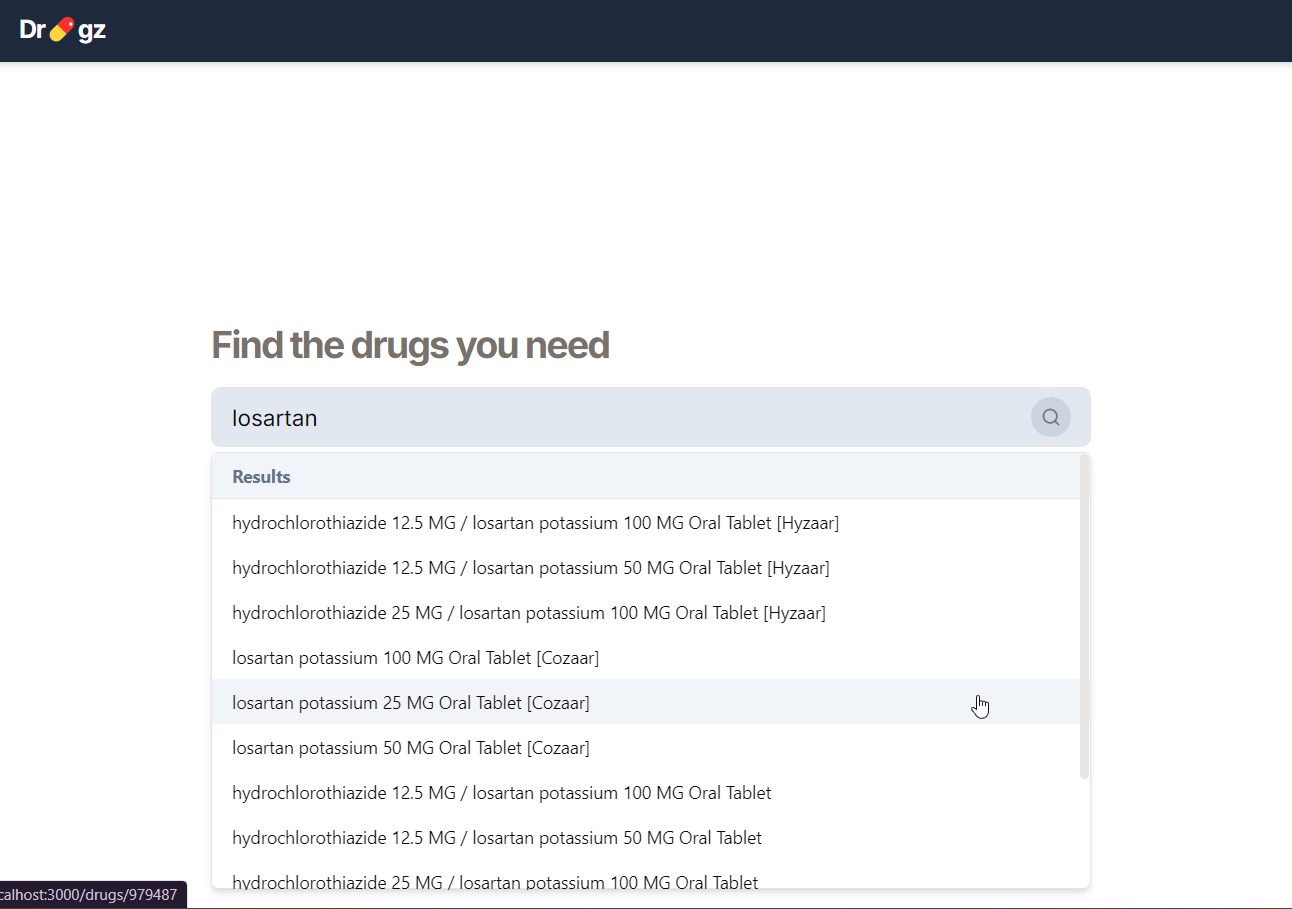 Dr gz
Find the drugs you need
losartan
Results
hydrochlorothiazide 12.5 MG / losartan potassium 100 MG Oral Tablet [Hyzaar]
hydrochlorothiazide 12.5 MG / losartan potassium 50 MG Oral Tablet [Hyzaar]
hydrochlorothiazide 25 MG / losartan potassium 100 MG Oral Tablet [Hyzaar]
losartan potassium 100 MG Oral Tablet [Cozaar]
losartan potassium 25 MG Oral Tablet [Cozaar]
losartan potassium 50 MG Oral Tablet [Cozaar]
hydrochlorothiazide 12.5 MG / losartan potassium 100 MG Oral Tablet
hydrochlorothiazide 12.5 MG / losartan potassium 50 MG Oral Tablet
hydrochlorothiazide 25 MG / losartan potassium 100 MG Oral Tablet
calhost:3000/drugs/979487